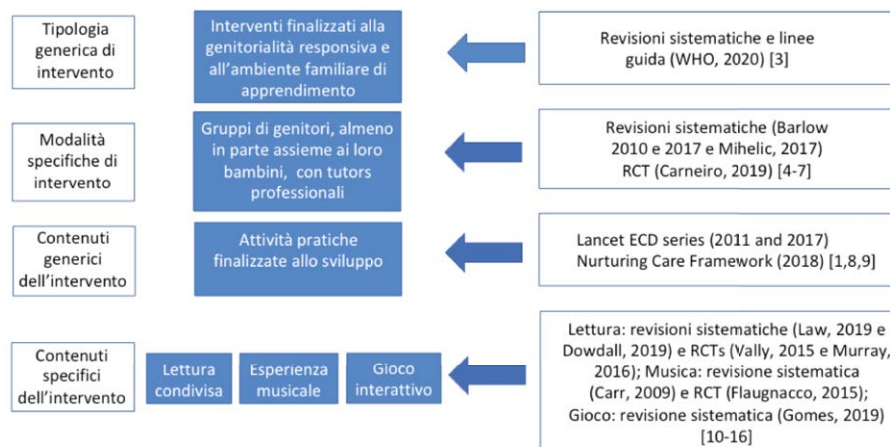 Tipologia
generica di
intervento
Interventi finalizzati alla
genitorialità responsiva e
all'ambiente familiare di
apprendimento
Revisioni sistematiche e linee
guida (WHO, 2020) [3]
Modalità
specifiche di
intervento
Gruppi di genitori, almeno
in parte assieme ai loro
bambini, con tutors
professionali
Revisioni sistematiche (Barlow
2010 e 2017 e Mihelic, 2017)
RCT (Carneiro, 2019) [4-7]
Contenuti
generici
dell'intervento
Attività pratiche
finalizzate allo sviluppo
Lancet ECD series (2011 and 2017)
Nurturing Care Framework (2018) [1,8,9]
Contenuti
specifici
dell'intervento
Lettura
condivisa
Esperienza
musicale
Gioco
interattivo
Lettura: revisioni sistematiche (Law, 2019 e
Dowdall, 2019) e RCTs (Vally, 2015 e Murray,
2016); Musica: revisione sistematica
(Carr, 2009) e RCT (Flaugnacco, 2015);
Gioco: revisione sistematica (Gomes, 2019)
[10-16]